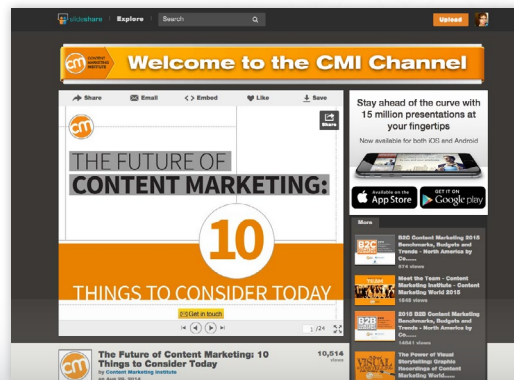 slideshare
Explore
Search
Upload
CONTENT
MARKETING
INSTITUTE
Welcome to the CMI Channel
Share
Email
Embed
Like
Save
Share
THE FUTURE OF
CONTENT MARKETING:
10
THINGS TO CONSIDER TODAY
Get in touch
1 /24
Stay ahead of the curve with
15 million presentations at
your fingertips
Now available for both iOS and Android
Available on the
App Store
GET IT ON
Google play
More
B2C Content Marketing 2015
Benchmarks, Budgets and
Trends - North America by
Co......
814 views
Meet the Team - Content
Marketing Institute - Content
Marketing World 2015
1848 views
2015 B2B Content Marketing
Benchmarks, Budgets and
Trends - North America by
Co......
14041 views
The Power of Visual
Storytelling: Graphic
Recordings of Content
Marketing World......
The Future of Content Marketing: 10
Things to Consider Today
by Content Marketing Institute
10,514
views